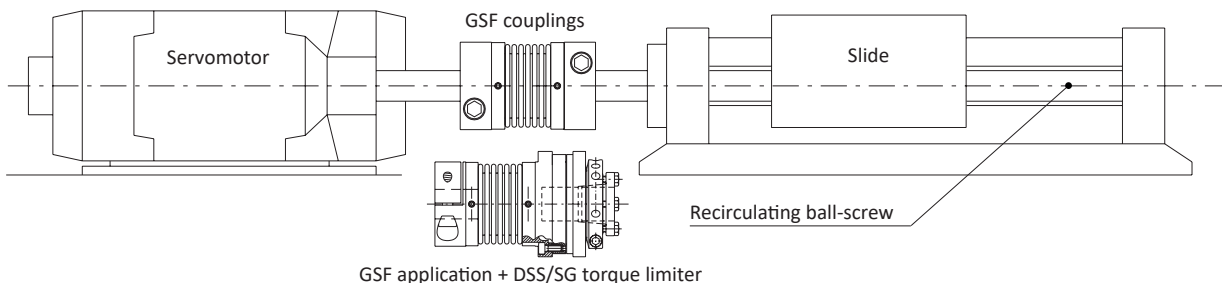 GSF couplings
Servomotor
Slide
Recirculating ball-screw
GSF application + DSS/SG torque limiter